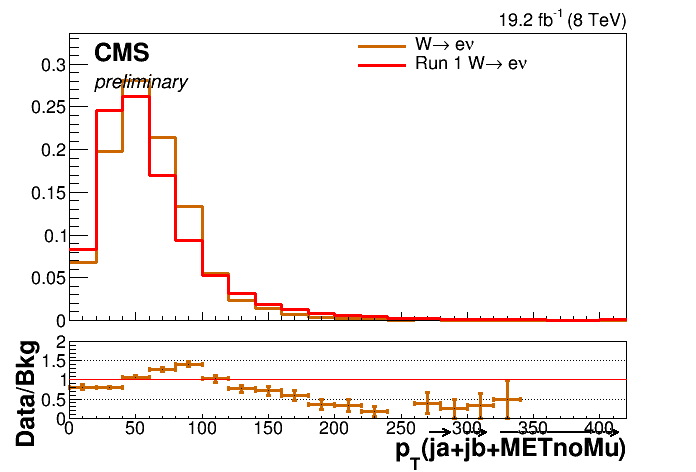 19.2 fb⁻¹ (8 TeV)
CMS
preliminary
W→ eν
Run 1 W→ eν
0.3
0.25
0.2
0.15
0.1
0.05
0
Data/Bkg
2
1.5
1
0.5
0
0 50 100 150 200 250 300 350 400
p_T(ja+jb+METnoMu)